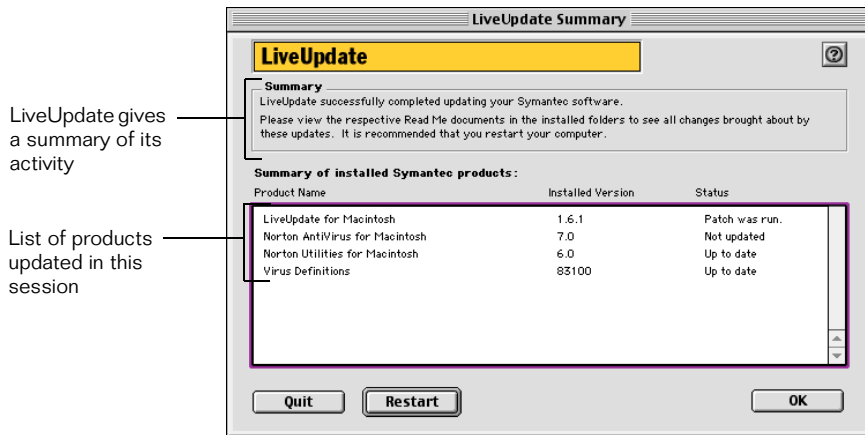 LiveUpdate Summary
LiveUpdate
Summary
LiveUpdate successfully completed updating your Symantec software.
Please view the respective Read Me documents in the installed folders to see all changes brought about by
these updates. It is recommended that you restart your computer.
LiveUpdate gives
a summary of its
activity
Summary of installed Symantec products:
Product Name Installed Version Status
LiveUpdate for Macintosh 1.6.1 Patch was run.
Norton AntiVirus for Macintosh 7.0 Not updated
Norton Utilities for Macintosh 6.0 Up to date
Virus Definitions 83100 Up to date
List of products
updated in this
session
Quit Restart OK